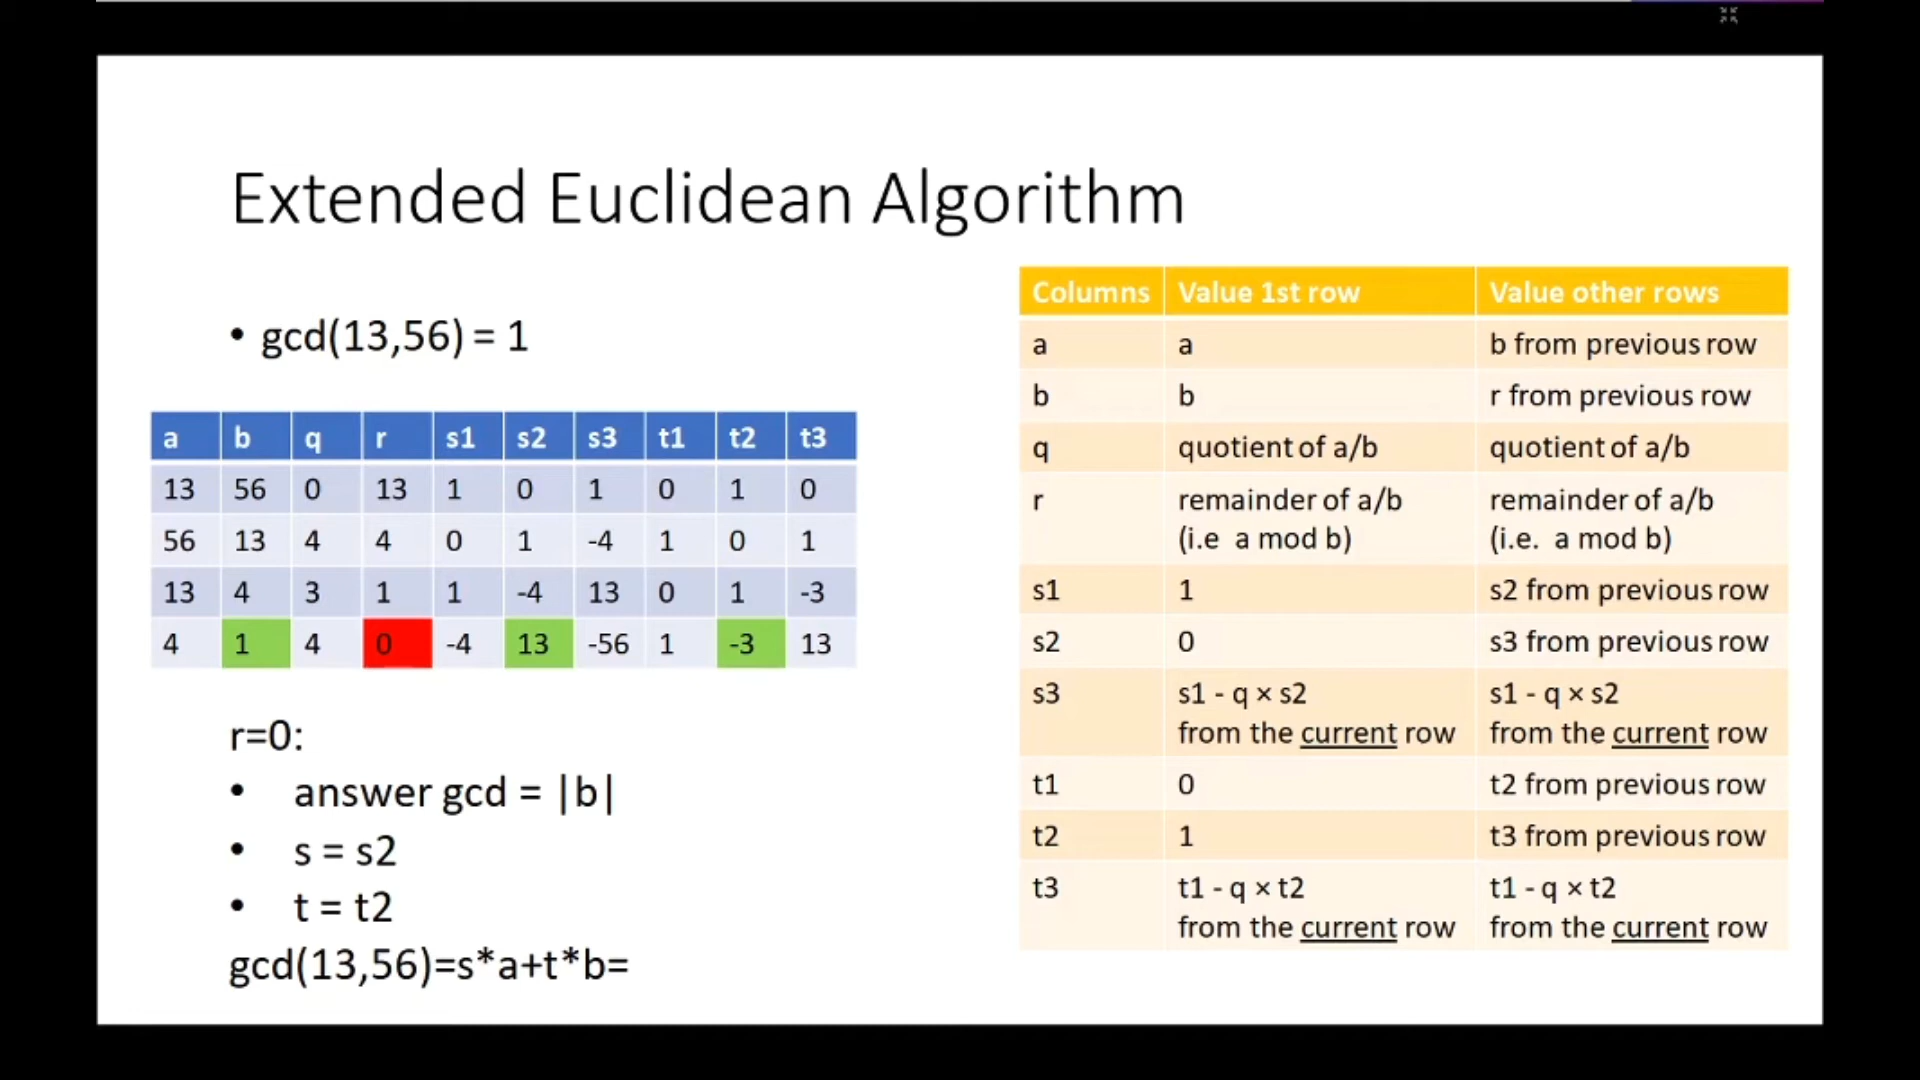 Extended Euclidean Algorithm
• gcd(13,56) = 1
a b q r s1 s2 s3 t1 t2 t3
13 56 0 13 1 0 1 0 1 0
56 13 4 4 0 1 -4 1 0 1
13 4 3 1 1 -4 13 0 1 -3
4 1 4 0 -4 13 -56 1 -3 13
r=0:
• answer gcd = |b|
• s = s2
• t = t2
gcd(13,56)=s*a+t*b=
Columns Value 1st row Value other rows
a a b from previous row
b b r from previous row
q quotient of a/b quotient of a/b
r remainder of a/b remainder of a/b
(i.e a mod b) (i.e. a mod b)
s1 1 s2 from previous row
s2 0 s3 from previous row
s3 s1 - q × s2 s1 - q × s2
from the current row from the current row
t1 0 t2 from previous row
t2 1 t3 from previous row
t3 t1 - q × t2 t1 - q × t2
from the current row from the current row